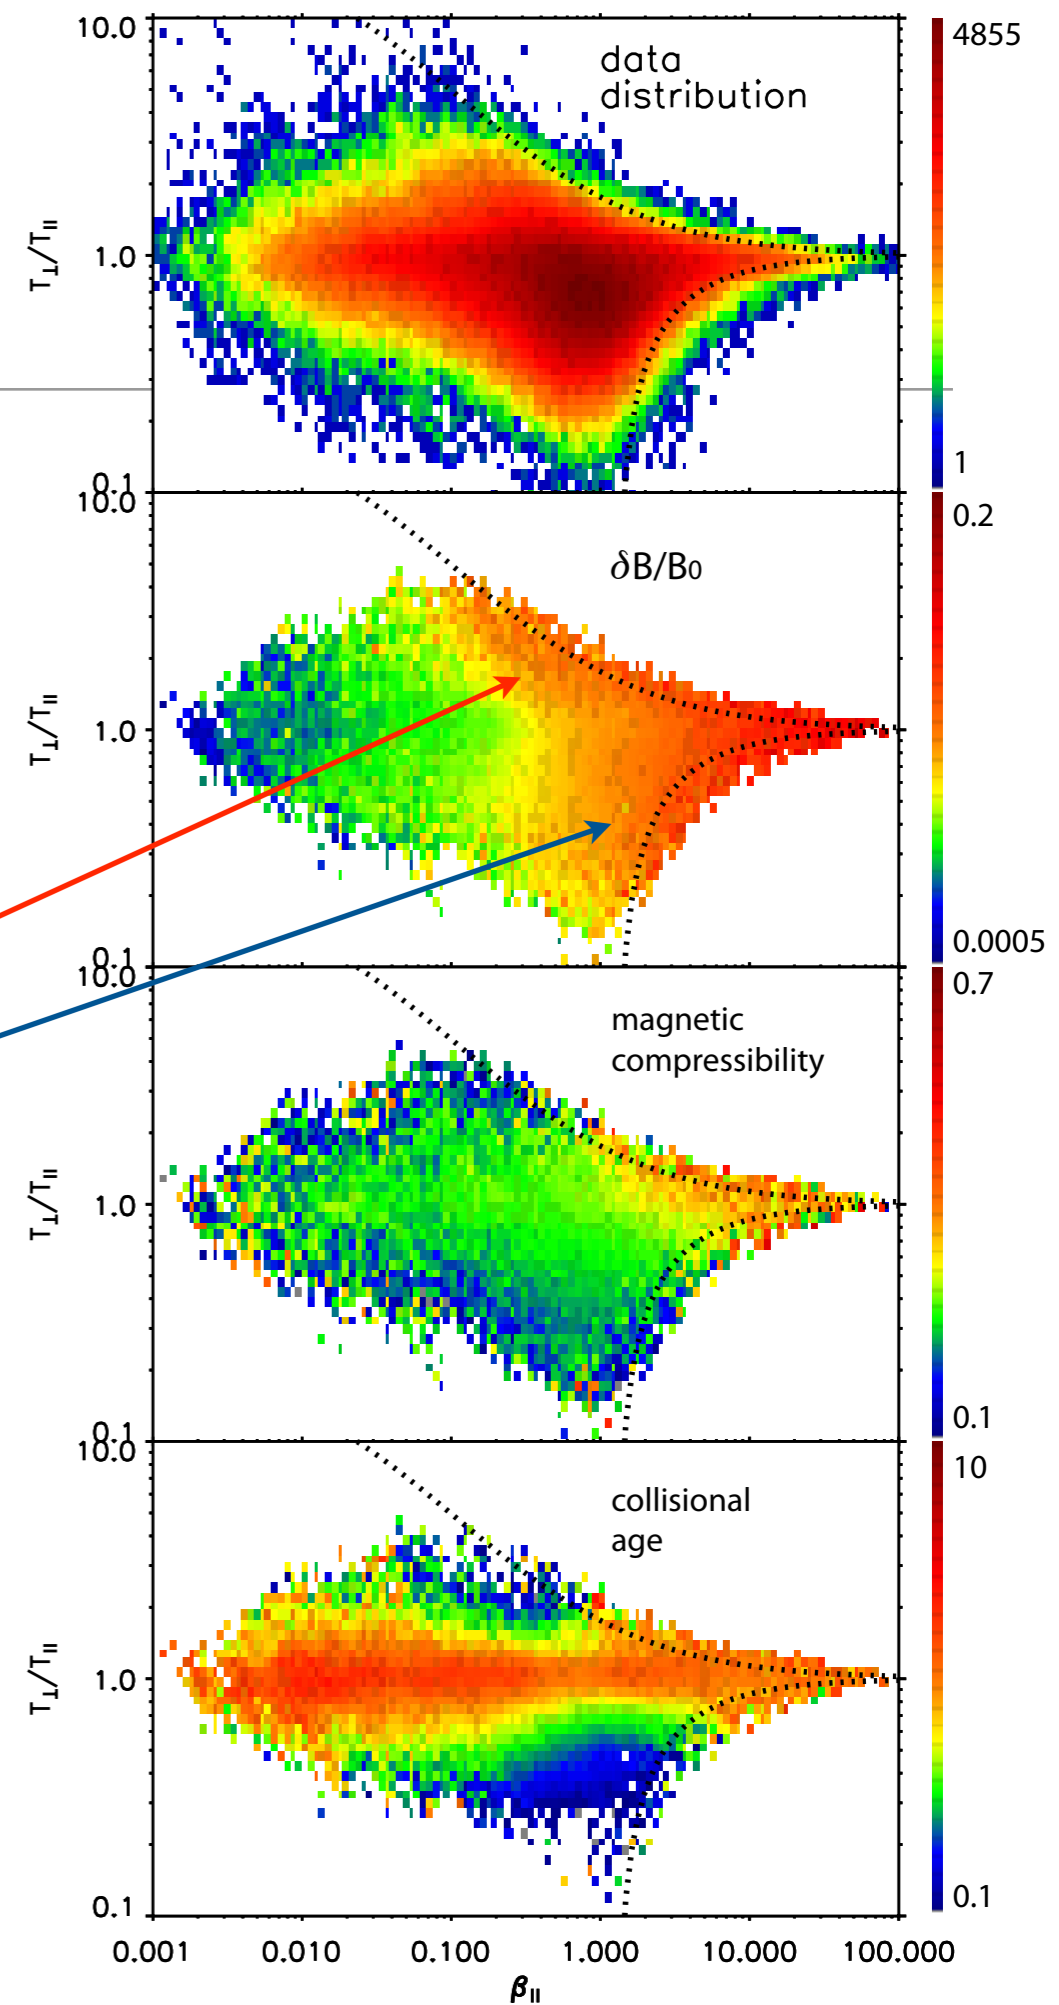 10.0
data
distribution
4855
T⊥/T∥
1.0
0.1
1
10.0
0.2
δB/B0
T⊥/T∥
1.0
0.1
0.0005
10.0
0.7
magnetic
compressibility
T⊥/T∥
1.0
0.1
0.1
10.0
10
collisional
age
T⊥/T∥
1.0
0.1
0.1
0.001 0.010 0.100 1.000 10.000 100.000
β∥